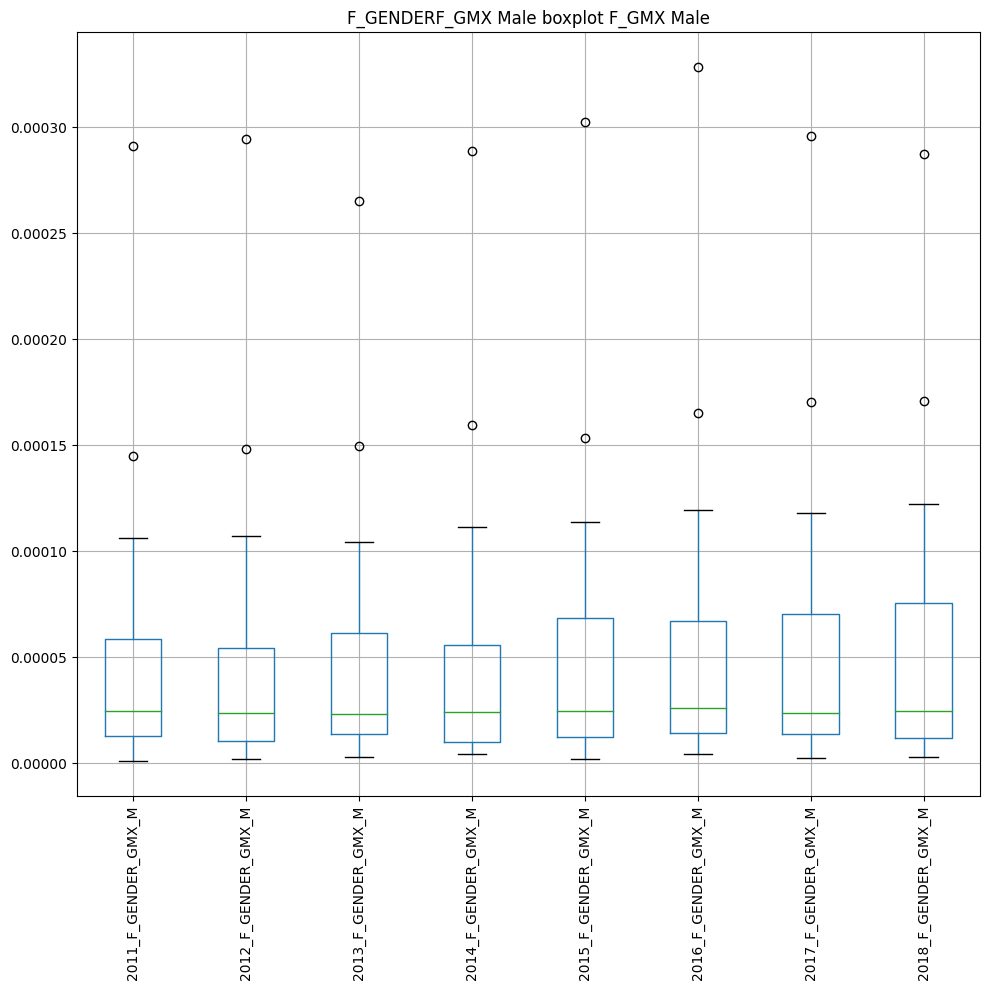 F_GENDERF_GMX Male boxplot F_GMX Male
0.00030
0.00025
0.00020
0.00015
0.00010
0.00005
0.00000
2011_F_GENDER_GMX_M
2012_F_GENDER_GMX_M
2013_F_GENDER_GMX_M
2014_F_GENDER_GMX_M
2015_F_GENDER_GMX_M
2016_F_GENDER_GMX_M
2017_F_GENDER_GMX_M
2018_F_GENDER_GMX_M